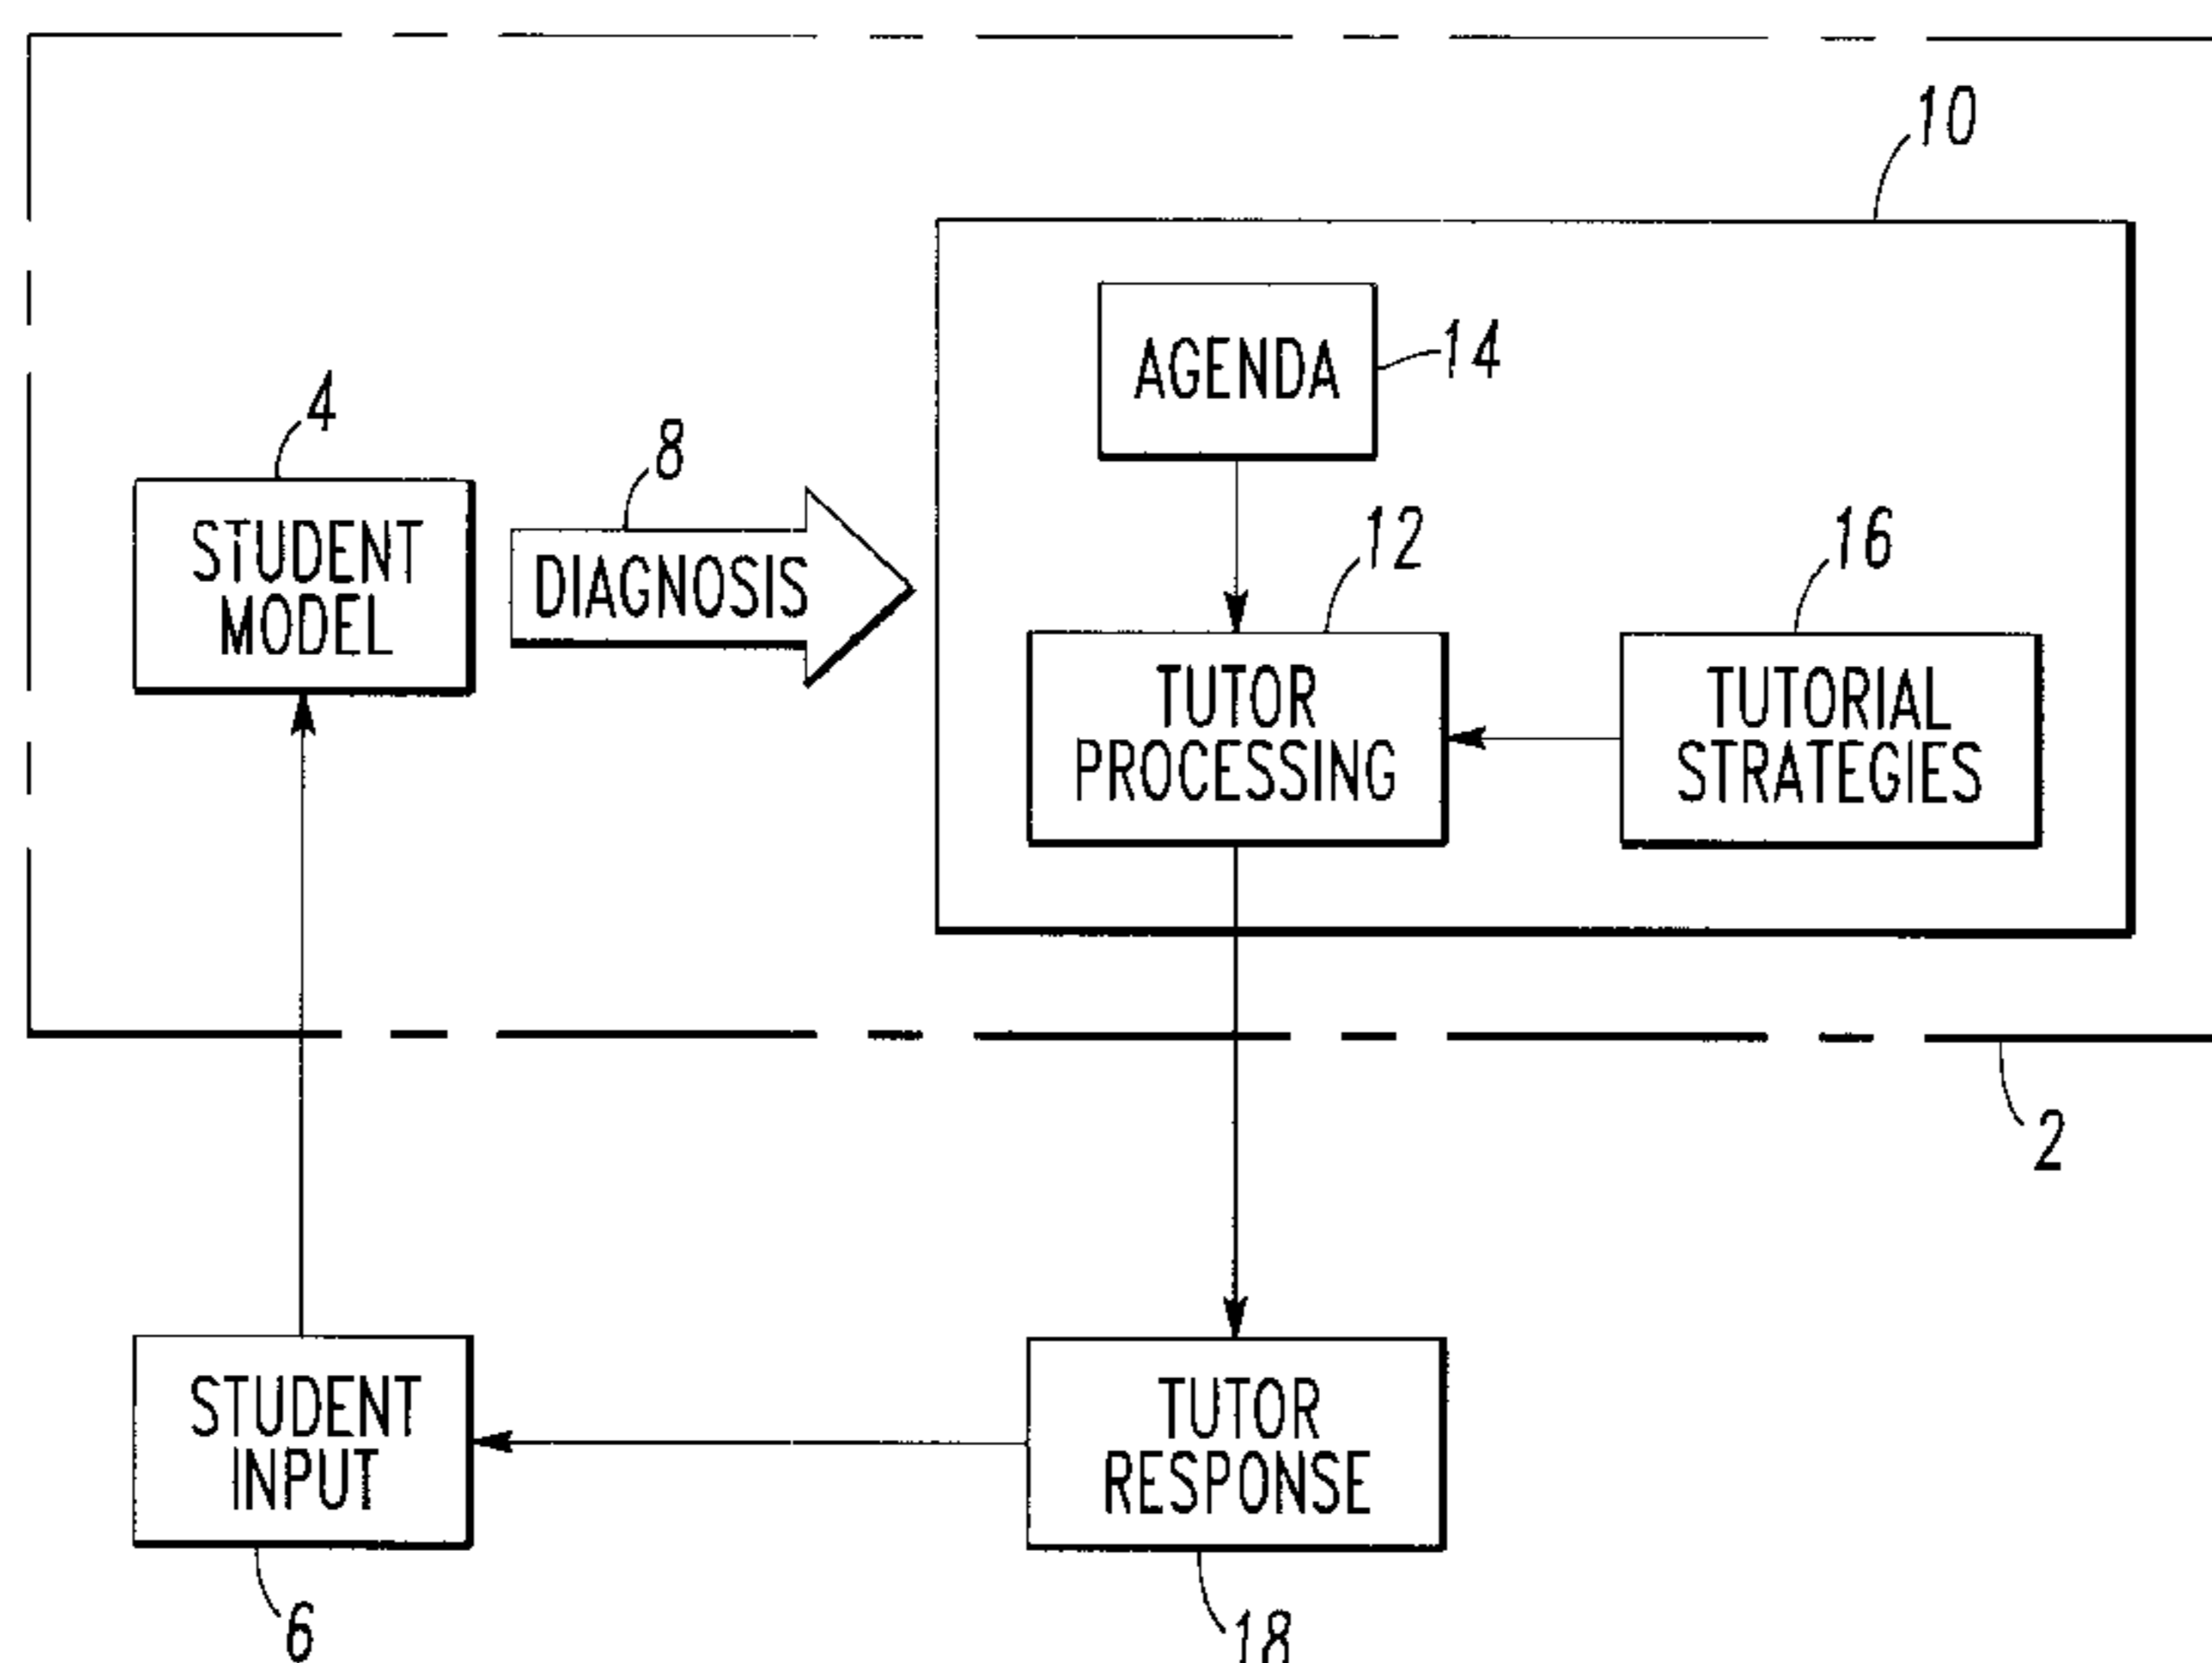 10
AGENDA
14
4
8
STUDENT
MODEL
DIAGNOSIS
12
16
TUTOR
PROCESSING
TUTORIAL
STRATEGIES
2
STUDENT
INPUT
TUTOR
RESPONSE
6
18